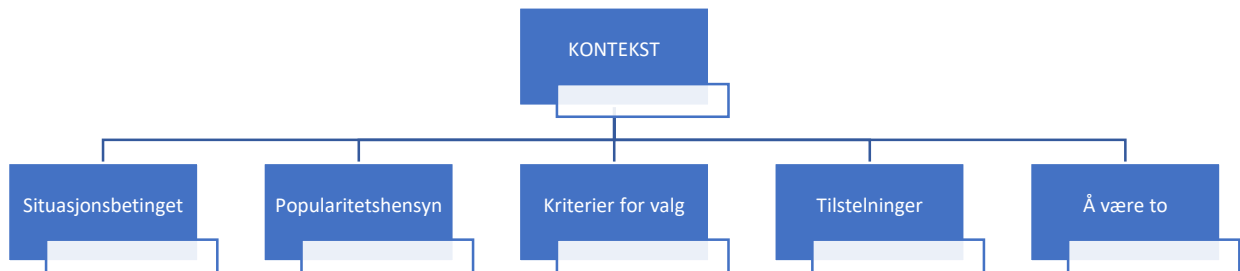 KONTEKST
Situasjonsbetinget
Popularitetshensyn
Kriterier for valg
Tilstelninger
Å være to